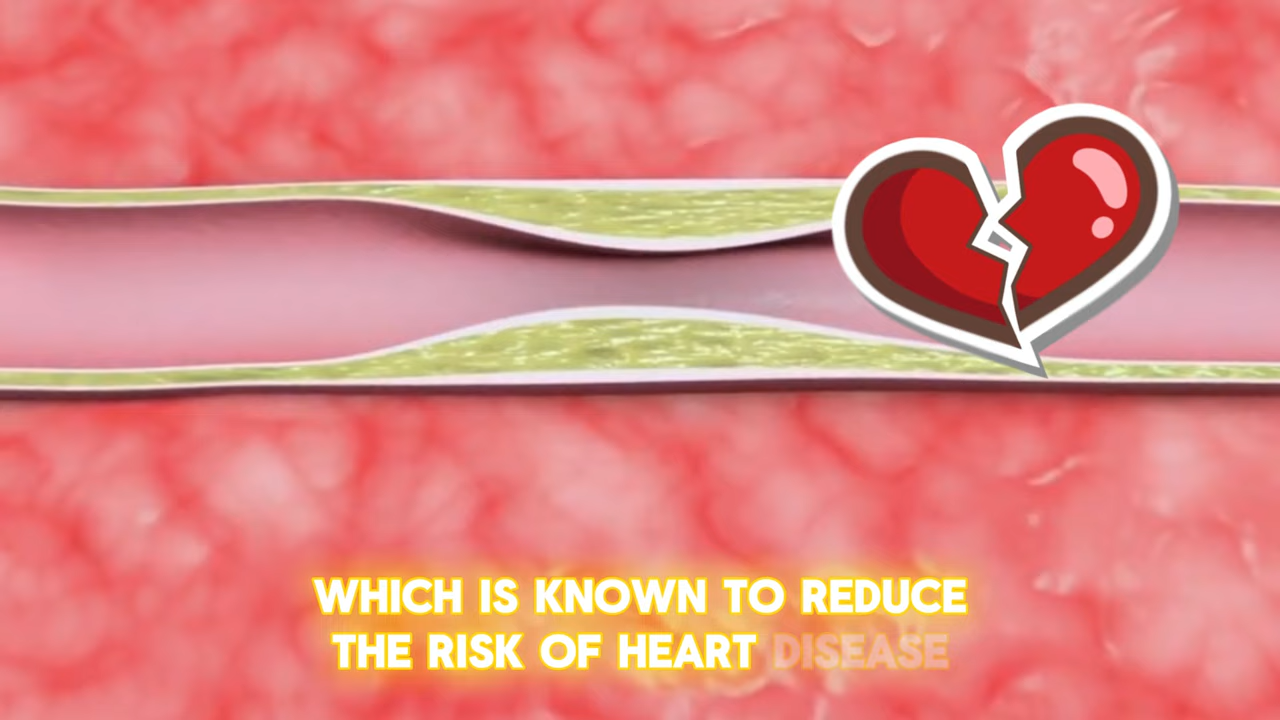 WHICH IS KNOWN TO REDUCE
THE RISK OF HEART DISEASE